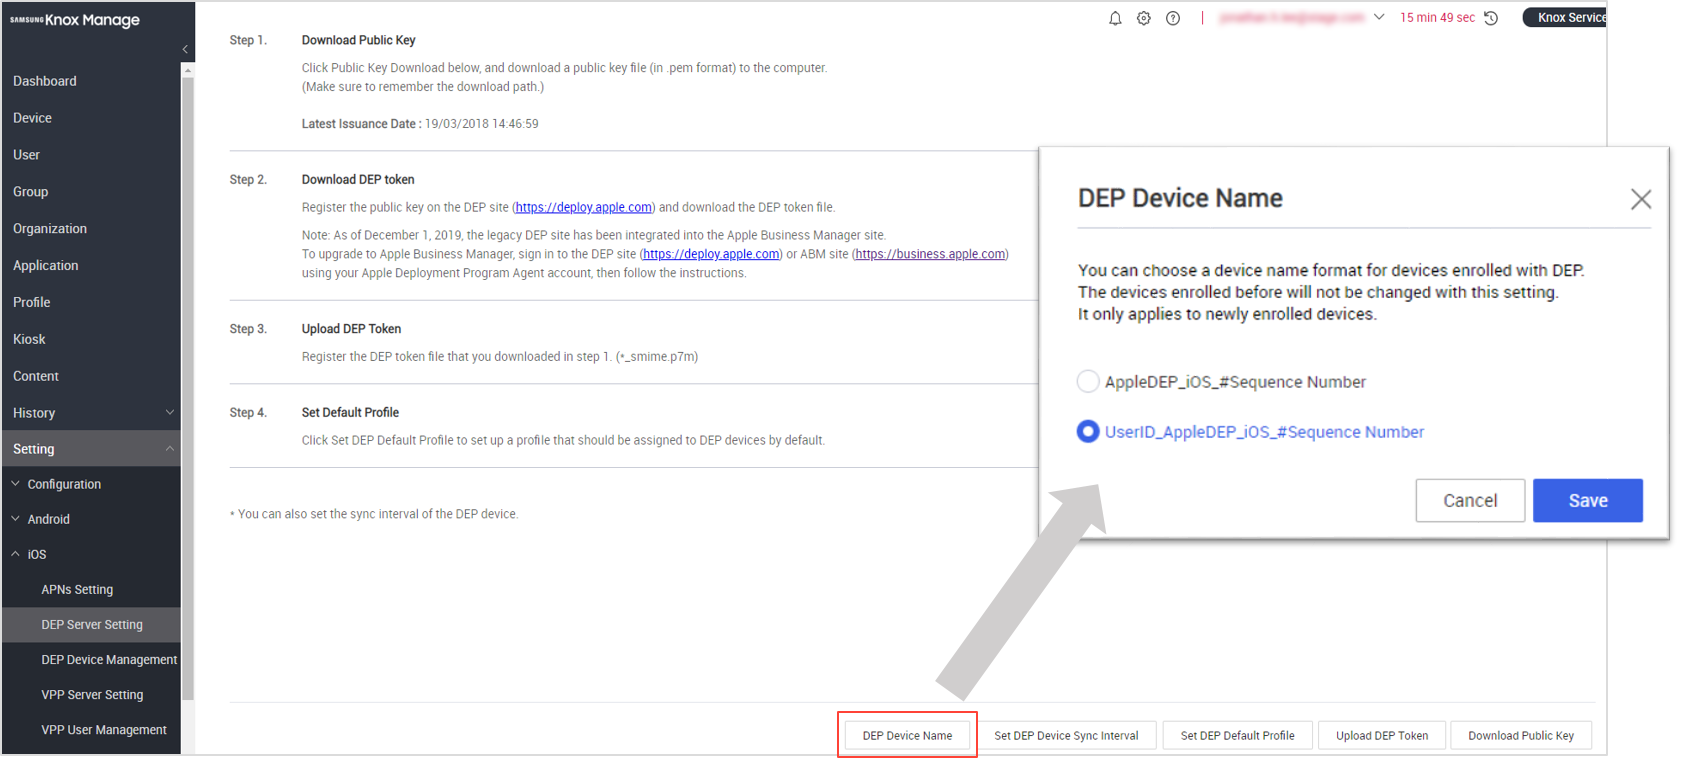 SAMSUNG Knox Manage
15 min 49 sec
Knox Service
Dashboard
Device
User
Group
Organization
Application
Profile
Kiosk
Content
History
Setting
Configuration
Android
iOS
APNs Setting
DEP Server Setting
DEP Device Management
VPP Server Setting
VPP User Management
Step 1.
Download Public Key
Click Public Key Download below, and download a public key file (in .pem format) to the computer.
(Make sure to remember the download path.)
Latest Issuance Date : 19/03/2018 14:46:59
Step 2.
Download DEP token
Register the public key on the DEP site (https://deploy.apple.com) and download the DEP token file.
Note: As of December 1, 2019, the legacy DEP site has been integrated into the Apple Business Manager site.
To upgrade to Apple Business Manager, sign in to the DEP site (https://deploy.apple.com) or ABM site (https://business.apple.com)
using your Apple Deployment Program Agent account, then follow the instructions.
Step 3.
Upload DEP Token
Register the DEP token file that you downloaded in step 1. (*_smime.p7m)
Step 4.
Set Default Profile
Click Set DEP Default Profile to set up a profile that should be assigned to DEP devices by default.
* You can also set the sync interval of the DEP device.
DEP Device Name
You can choose a device name format for devices enrolled with DEP.
The devices enrolled before will not be changed with this setting.
It only applies to newly enrolled devices.
AppleDEP_iOS_#Sequence Number
UserID_AppleDEP_iOS_#Sequence Number
Cancel
Save
DEP Device Name
Set DEP Device Sync Interval
Set DEP Default Profile
Upload DEP Token
Download Public Key